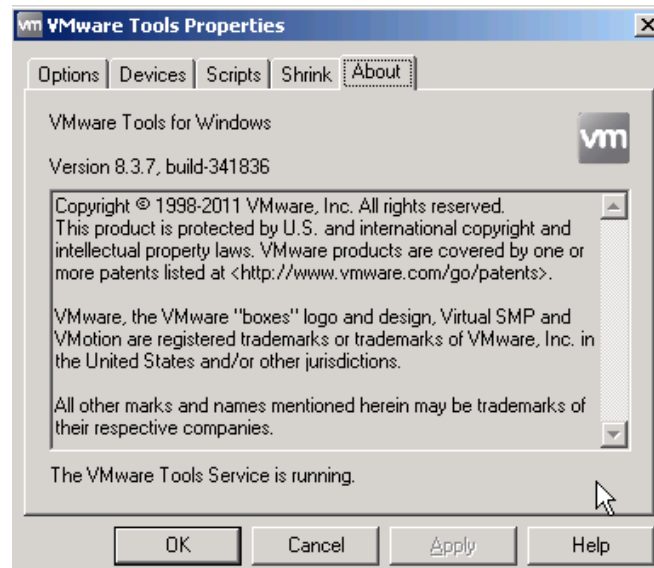 vm VMware Tools Properties
Options Devices Scripts Shrink About
VMware Tools for Windows
vm
Version 8.3.7, build-341836
Copyright © 1998-2011 VMware, Inc. All rights reserved.
This product is protected by U.S. and international copyright and
intellectual property laws. VMware products are covered by one or
more patents listed at <http://www.vmware.com/go/patents>.
VMware, the VMware "boxes" logo and design, Virtual SMP and
VMotion are registered trademarks or trademarks of VMware, Inc. in
the United States and/or other jurisdictions.
All other marks and names mentioned herein may be trademarks of
their respective companies.
The VMware Tools Service is running.
OK Cancel Apply Help